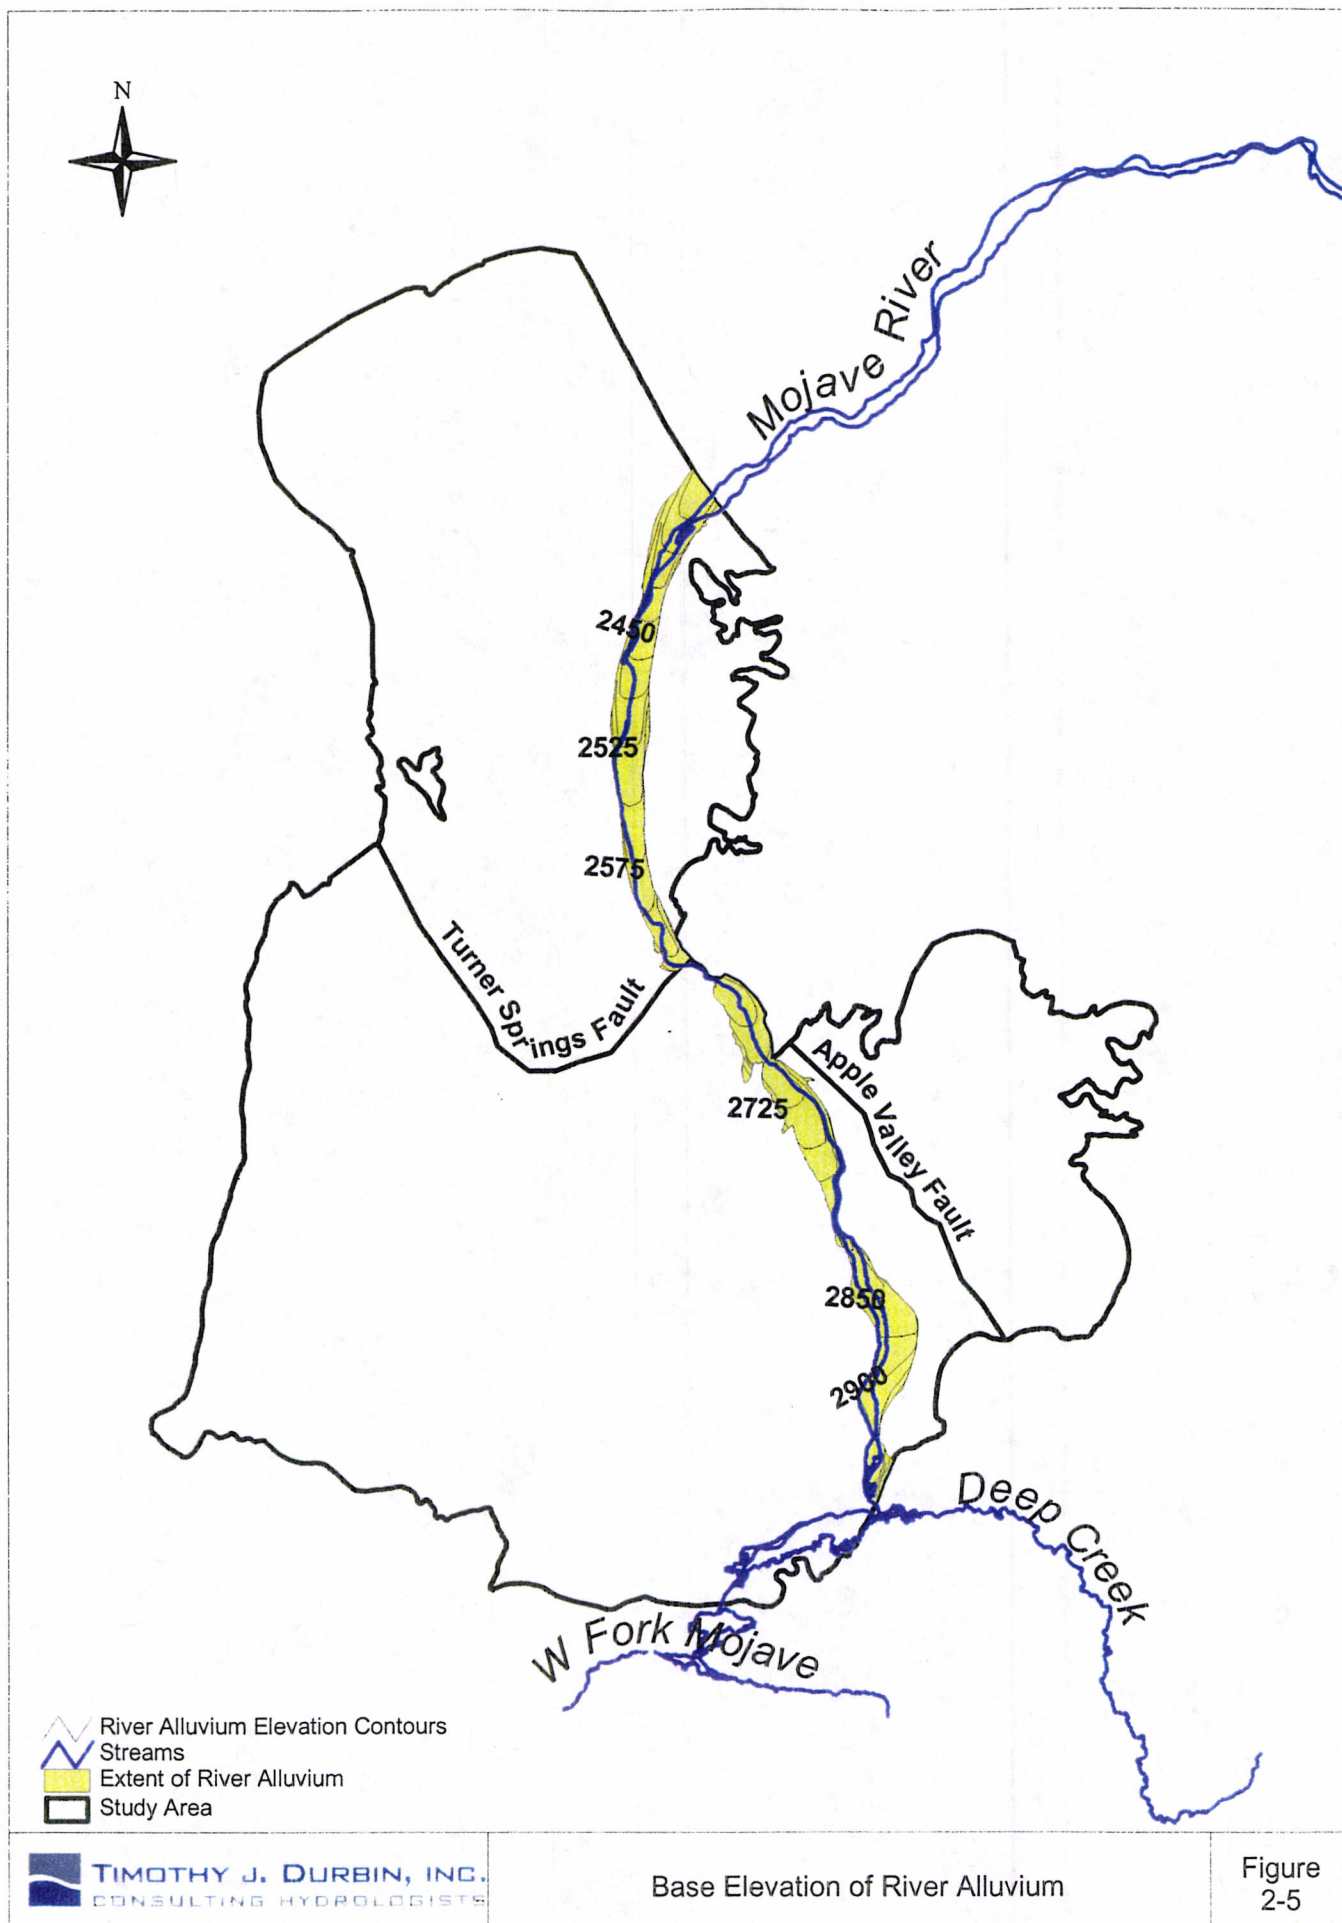 N
Mojave River
2450
2525
2575
Turner Springs Fault
Apple Valley Fault
2725
2850
2900
Deep Creek
W Fork Mojave
River Alluvium Elevation Contours
Streams
Extent of River Alluvium
Study Area
TIMOTHY J. DURBIN, INC.
CONSULTING HYDROLOGISTS
Base Elevation of River Alluvium
Figure
2-5